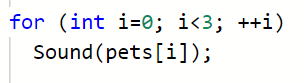 for (int i=0; i<3; ++i)
  Sound(pets[i]);